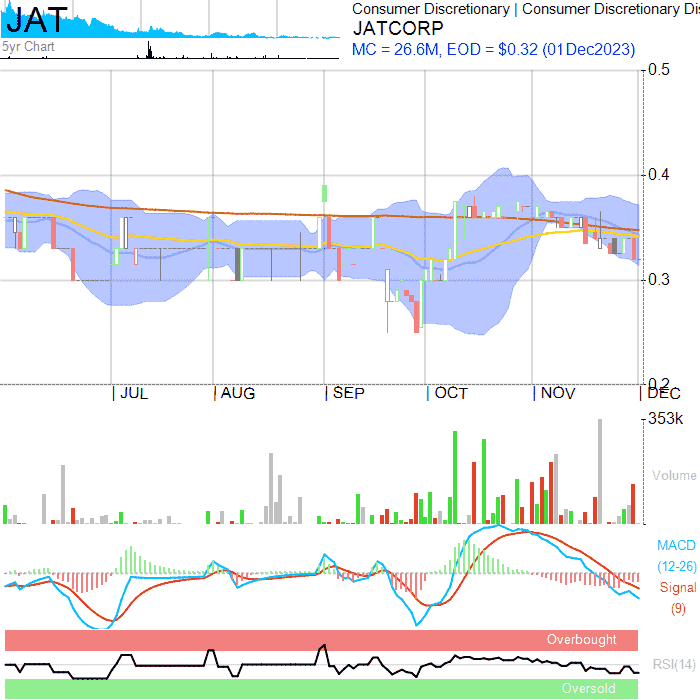 JAT
5yr Chart
Consumer Discretionary | Consumer Discretionary Dis
JATCORP
MC = 26.6M, EOD = $0.32 (01Dec2023)
0.5
0.4
0.3
0.2
| JUL | AUG | SEP | OCT | NOV | DEC
353k
Volume
MACD
(12-26)
Signal
(9)
Overbought
RSI(14)
Oversold